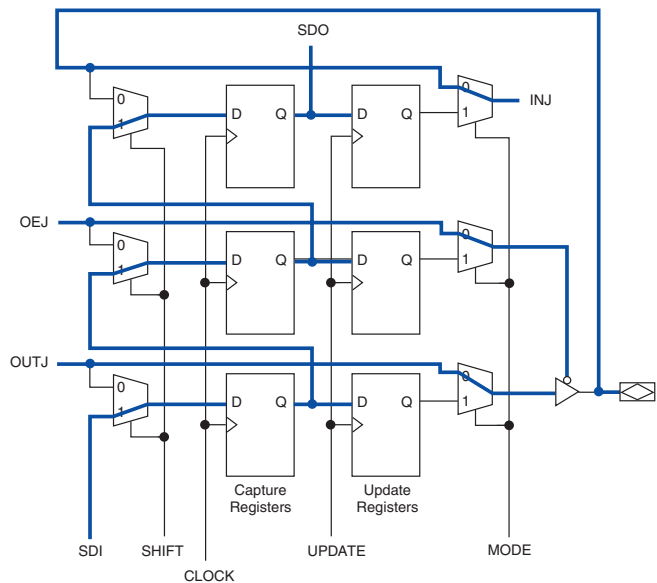 SDO
0
1
D Q
D Q
0
1
INJ
OEJ
0
1
D Q
D Q
0
1
OUTJ
0
1
D Q
D Q
0
1
Capture
Registers
Update
Registers
SDI
SHIFT
CLOCK
UPDATE
MODE